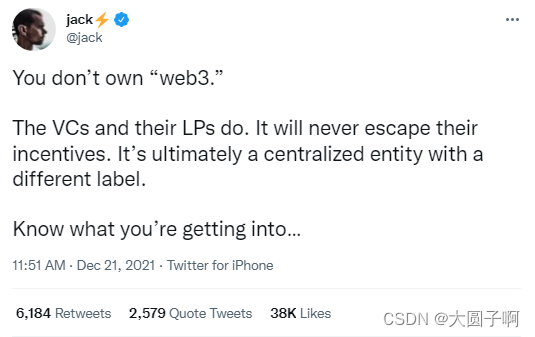 jack⚡
@jack
You don’t own “web3.”
The VCs and their LPs do. It will never escape their
incentives. It’s ultimately a centralized entity with a
different label.
Know what you’re getting into…
11:51 AM · Dec 21, 2021 · Twitter for iPhone
6,184 Retweets 2,579 Quote Tweets 38K Likes
CSDN @大圆子啊